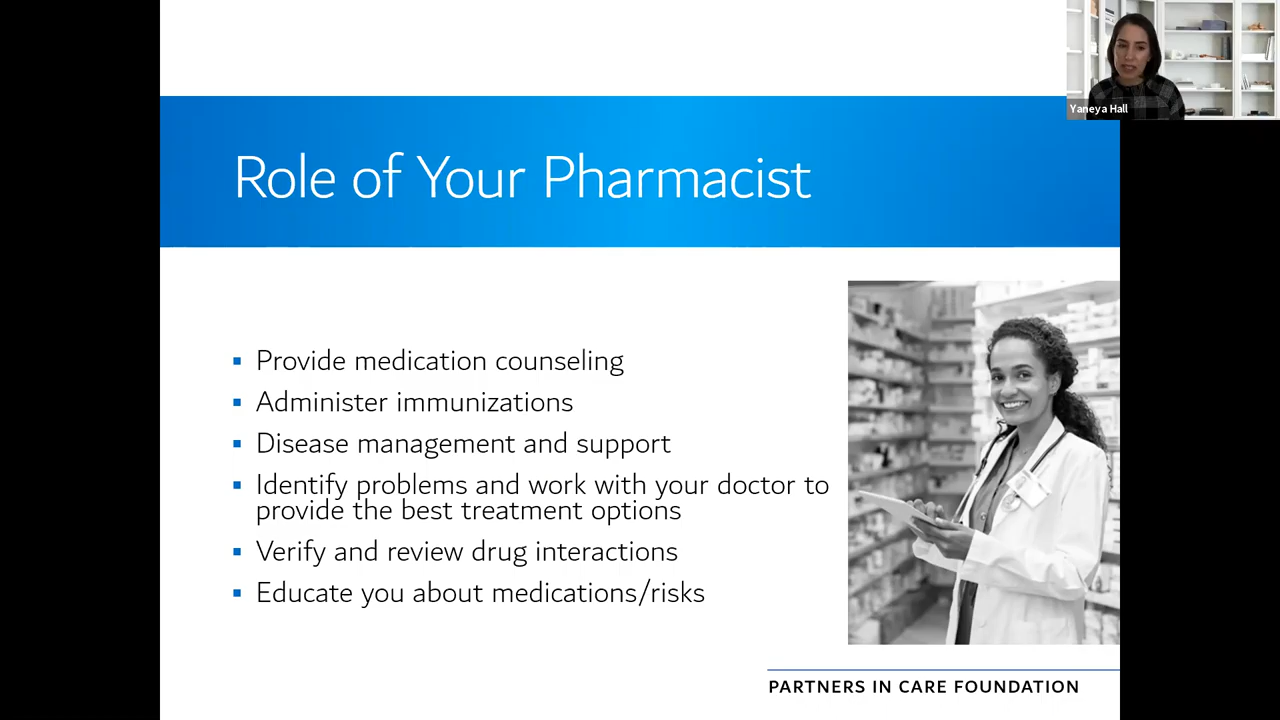 Yaneya Hall
Role of Your Pharmacist
▪ Provide medication counseling
▪ Administer immunizations
▪ Disease management and support
▪ Identify problems and work with your doctor to
provide the best treatment options
▪ Verify and review drug interactions
▪ Educate you about medications/risks
PARTNERS IN CARE FOUNDATION